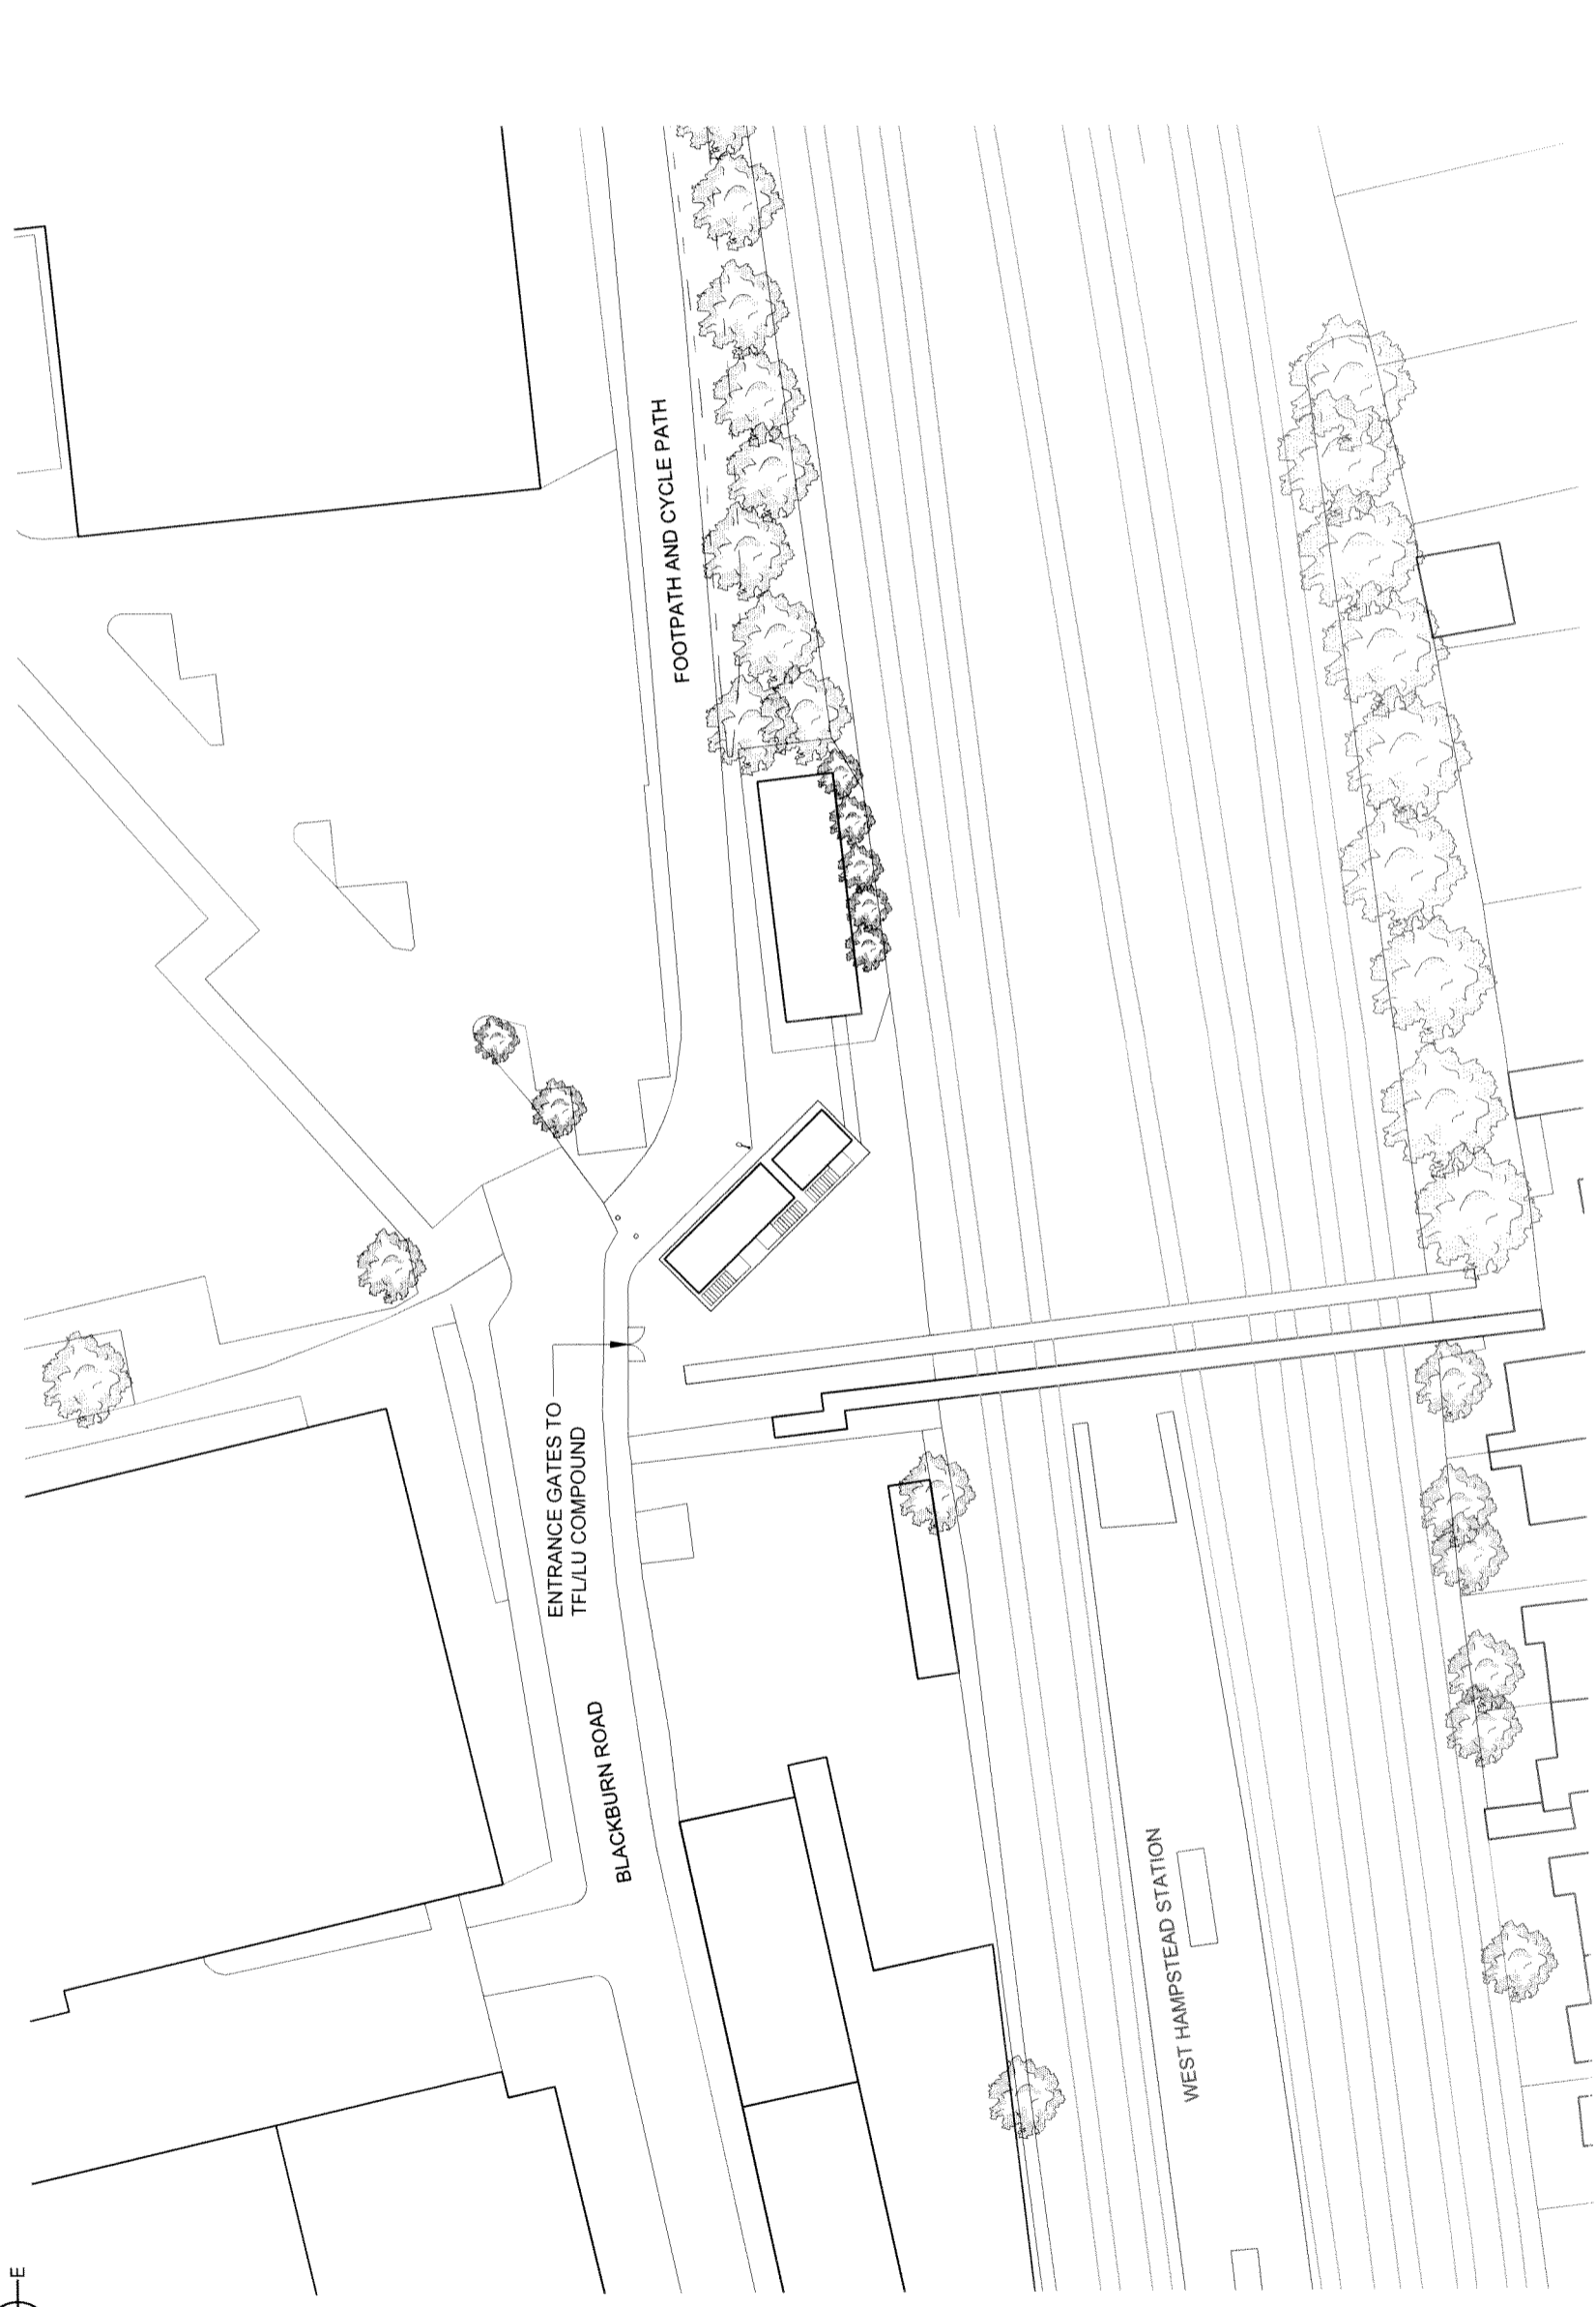 FOOTPATH AND CYCLE PATH
ENTRANCE GATES TO
TFL/LU COMPOUND
BLACKBURN ROAD
WEST HAMPSTEAD STATION
E